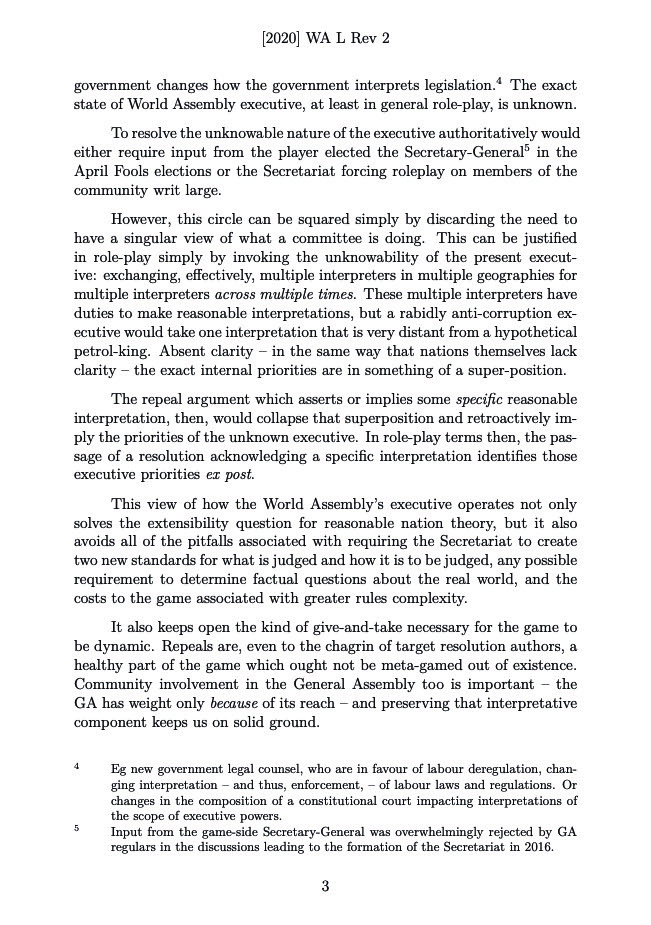 [2020] WA L Rev 2
government changes how the government interprets legislation.4 The exact
state of World Assembly executive, at least in general role-play, is unknown.
To resolve the unknowable nature of the executive authoritatively would
either require input from the player elected the Secretary-General5 in the
April Fools elections or the Secretariat forcing roleplay on members of the
community writ large.
However, this circle can be squared simply by discarding the need to
have a singular view of what a committee is doing. This can be justified
in role-play simply by invoking the unknowability of the present execut-
ive: exchanging, effectively, multiple interpreters in multiple geographies for
multiple interpreters across multiple times. These multiple interpreters have
duties to make reasonable interpretations, but a rabidly anti-corruption ex-
ecutive would take one interpretation that is very distant from a hypothetical
petrol-king. Absent clarity – in the same way that nations themselves lack
clarity – the exact internal priorities are in something of a super-position.
The repeal argument which asserts or implies some specific reasonable
interpretation, then, would collapse that superposition and retroactively im-
ply the priorities of the unknown executive. In role-play terms then, the pas-
sage of a resolution acknowledging a specific interpretation identifies those
executive priorities ex post.
This view of how the World Assembly's executive operates not only
solves the extensibility question for reasonable nation theory, but it also
avoids all of the pitfalls associated with requiring the Secretariat to create
two new standards for what is judged and how it is to be judged, any possible
requirement to determine factual questions about the real world, and the
costs to the game associated with greater rules complexity.
It also keeps open the kind of give-and-take necessary for the game to
be dynamic. Repeals are, even to the chagrin of target resolution authors, a
healthy part of the game which ought not be meta-gamed out of existence.
Community involvement in the General Assembly too is important – the
GA has weight only because of its reach – and preserving that interpretative
component keeps us on solid ground.
4 Eg new government legal counsel, who are in favour of labour deregulation, chan-
ging interpretation – and thus, enforcement, – of labour laws and regulations. Or
changes in the composition of a constitutional court impacting interpretations of
the scope of executive powers.
5 Input from the game-side Secretary-General was overwhelmingly rejected by GA
regulars in the discussions leading to the formation of the Secretariat in 2016.
3